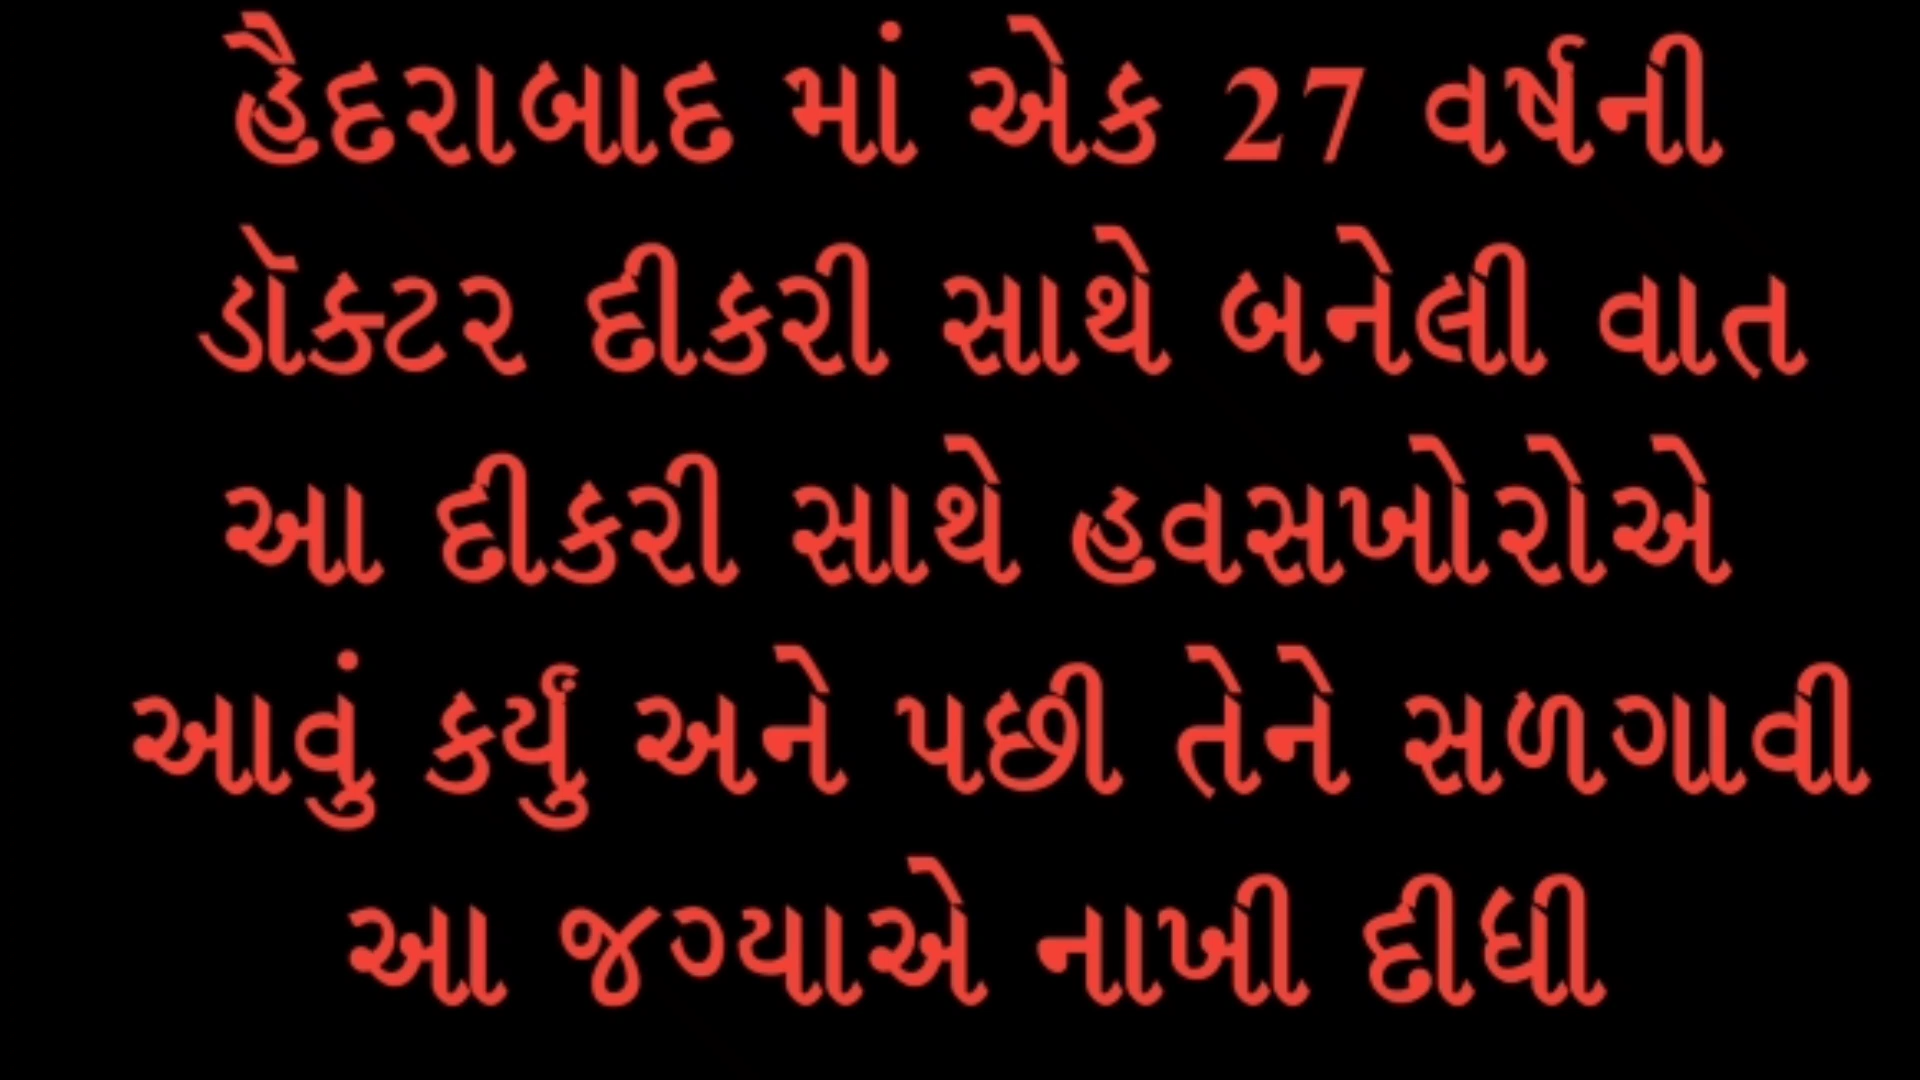 હૈદરાબાદ માં એક 27 વર્ષની
ડૉક્ટર દીકરી સાથે બનેલી વાત
આ દીકરી સાથે હવસખોરોએ
આવું કર્યું અને પછી તેને સળગાવી
આ જગ્યાએ નાખી દીધી